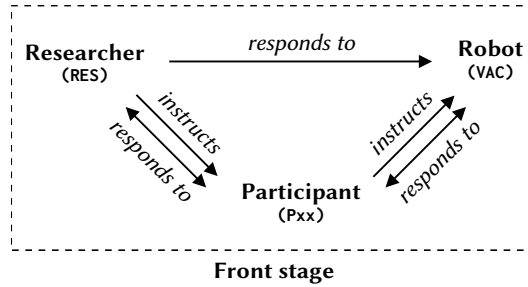 responds to
Researcher
(RES)
Robot
(VAC)
instructs
responds to
instructs
responds to
Participant
(Pxx)
Front stage